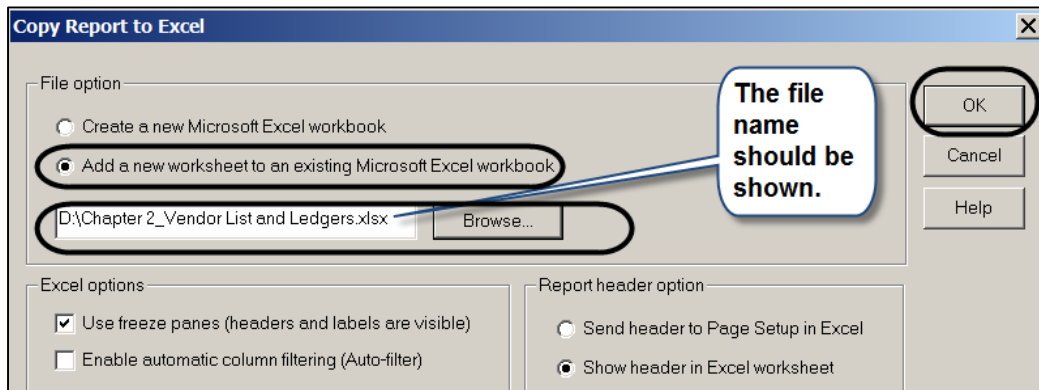 Copy Report to Excel
File option
Create a new Microsoft Excel workbook
Add a new worksheet to an existing Microsoft Excel workbook
D:\Chapter 2_Vendor List and Ledgers.xlsx
Browse...
The file
name
should be
shown.
OK
Cancel
Help
Excel options
Use freeze panes (headers and labels are visible)
Enable automatic column filtering (Auto-filter)
Report header option
Send header to Page Setup in Excel
Show header in Excel worksheet